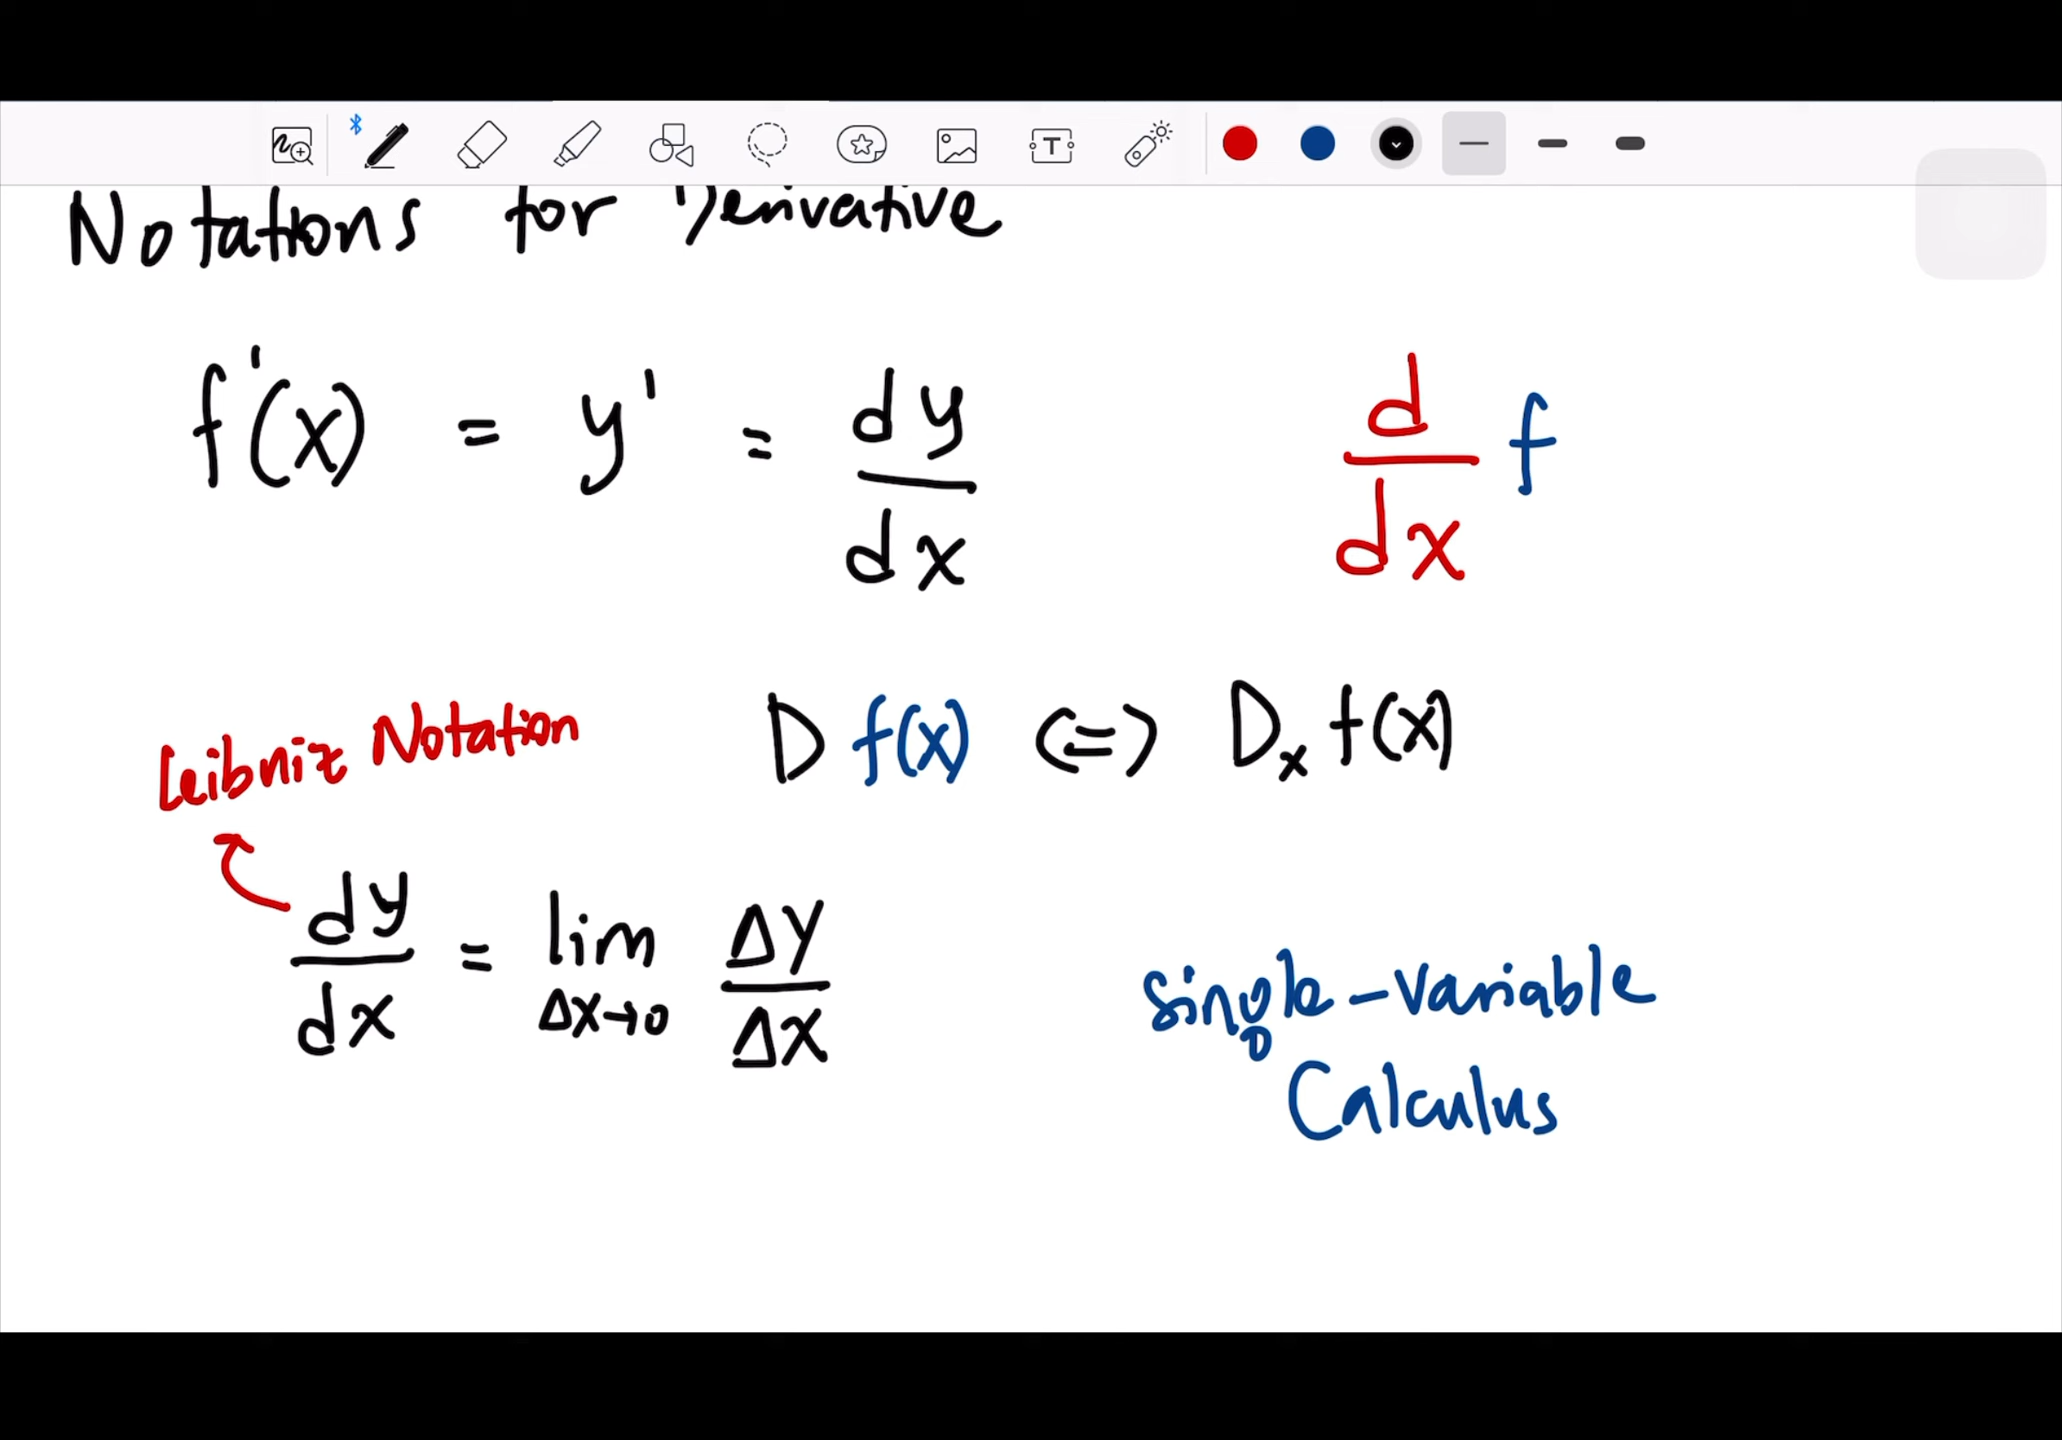 Notations for Derivative
f'(x) = y' = dy/dx
d/dx f
Leibniz Notation
D f(x) <=> Dₓ f(x)
dy/dx = lim Δx→0 Δy/Δx
Single-Variable
Calculus